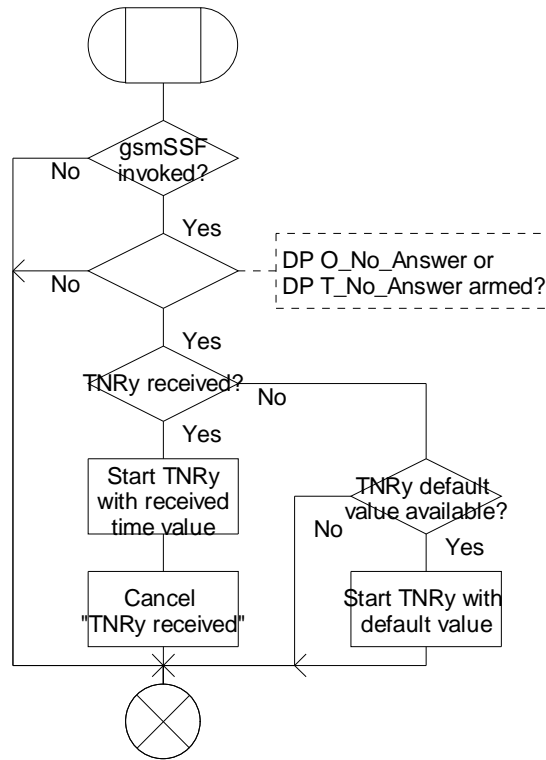 gsmSSF
invoked?
No
Yes
DP O_No_Answer or
DP T_No_Answer armed?
No
Yes
TNRy received?
No
Yes
Start TNRy
with received
time value
TNRy default
value available?
No
Yes
Cancel
"TNRy received"
Start TNRy with
default value